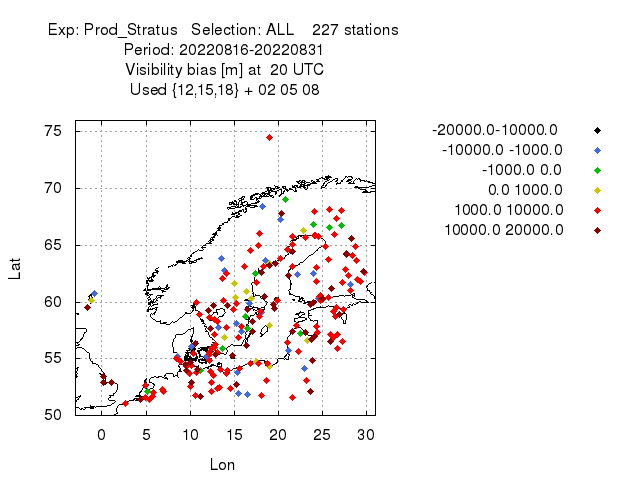 Exp: Prod_Stratus   Selection: ALL    227 stations
Period: 20220816-20220831
Visibility bias [m] at  20 UTC
Used {12,15,18} + 02 05 08
-20000.0-10000.0
-10000.0 -1000.0
-1000.0 0.0
0.0 1000.0
1000.0 10000.0
10000.0 20000.0
75
70
65
60
55
50
Lat
0 5 10 15 20 25 30
Lon